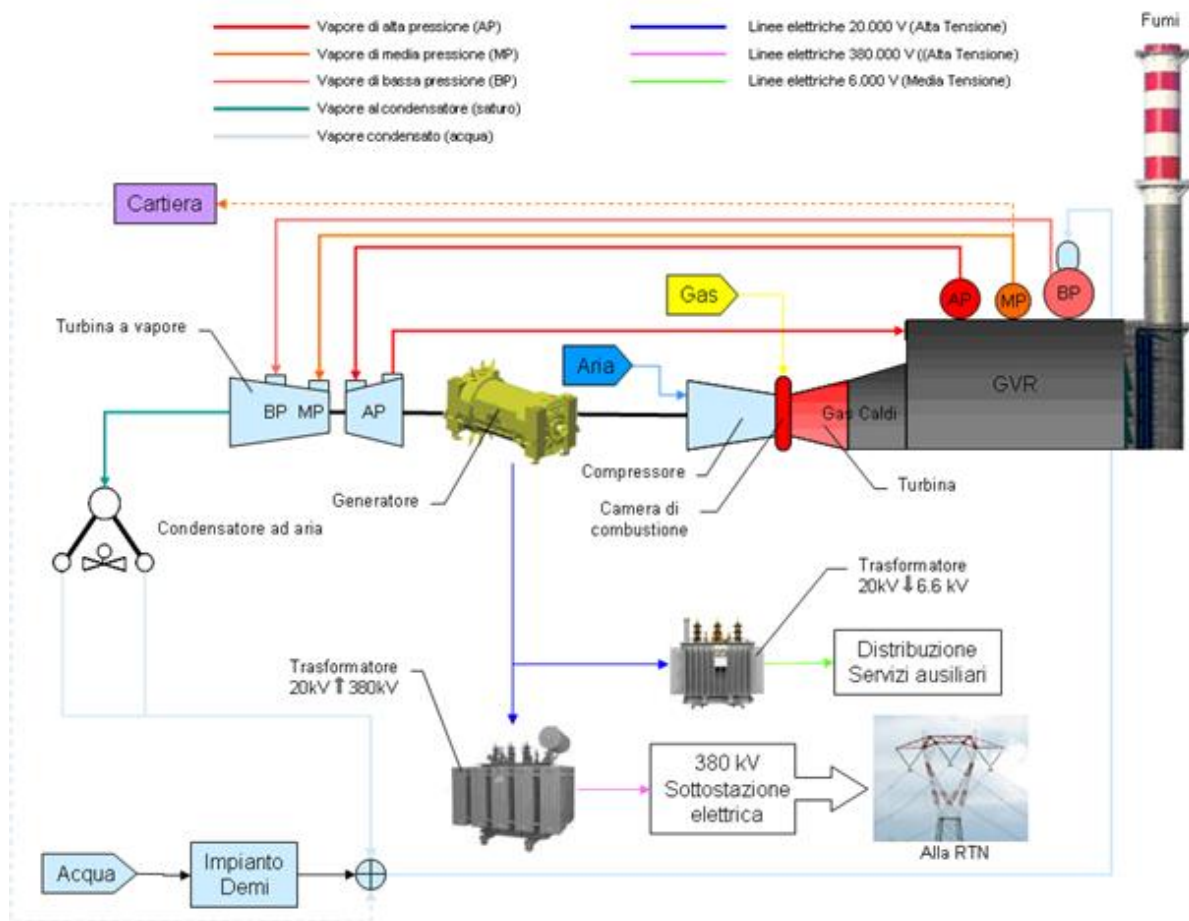 Fumi
Vapore di alta pressione (AP)
Vapore di media pressione (MP)
Vapore di bassa pressione (BP)
Vapore al condensatore (saturo)
Vapore condensato (acqua)
Linee elettriche 20.000 V (Alta Tensione)
Linee elettriche 380.000 V ((Alta Tensione)
Linee elettriche 6.000 V (Media Tensione)
Cartiera
Gas
AP
MP
BP
Turbina a vapore
Aria
GVR
BP
MP
AP
Gas Caldi
Compressore
Generatore
Camera di
combustione
Turbina
Condensatore ad aria
Trasformatore
20kV ⬇ 6.6 kV
Distribuzione
Servizi ausiliari
Trasformatore
20kV ⬆ 380kV
380 kV
Sottostazione
elettrica
Alla RTN
Acqua
Impianto
Demi